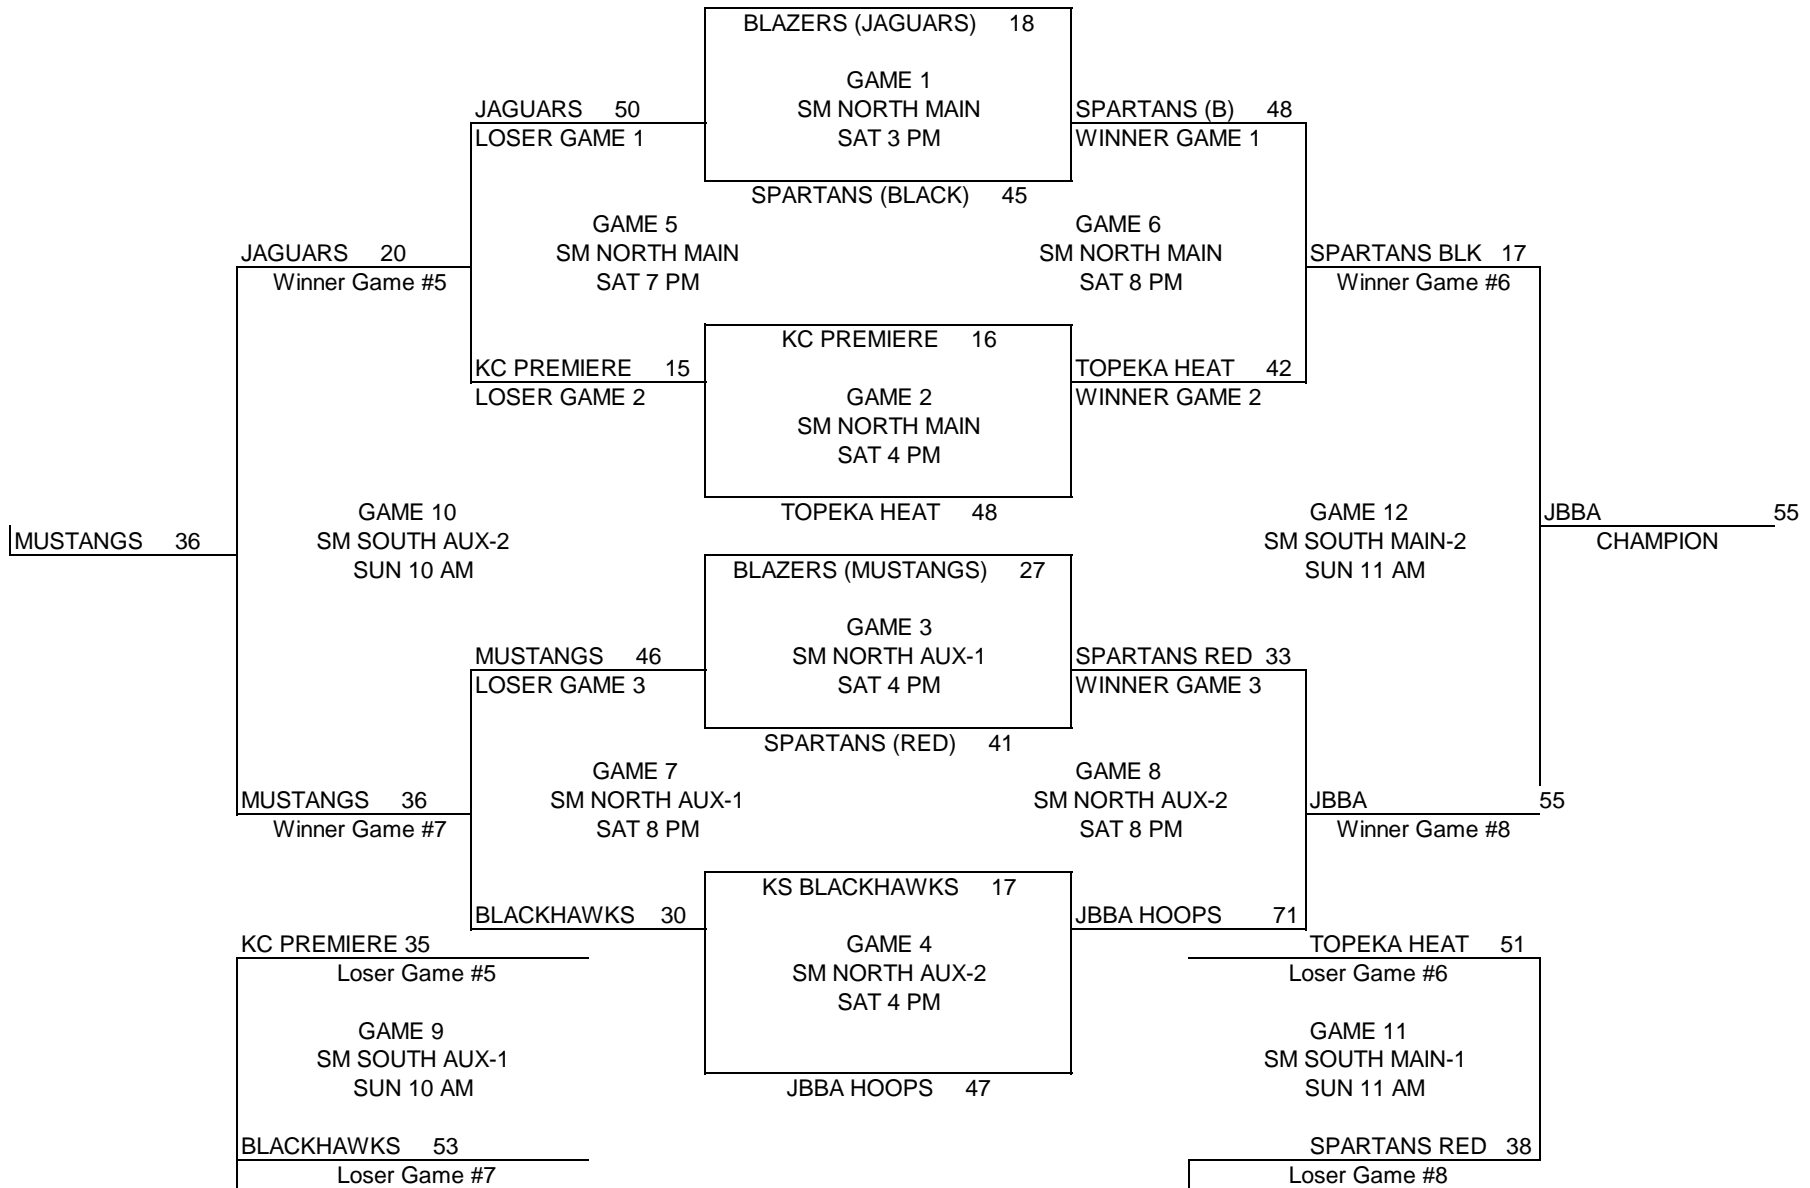 BLAZERS (JAGUARS) 18
GAME 1
JAGUARS 50
SM NORTH MAIN
SPARTANS (B) 48
LOSER GAME 1
SAT 3 PM
WINNER GAME 1
SPARTANS (BLACK) 45
GAME 5
GAME 6
JAGUARS 20
SM NORTH MAIN
SM NORTH MAIN
SPARTANS BLK 17
Winner Game #5
SAT 7 PM
SAT 8 PM
Winner Game #6
KC PREMIERE 16
KC PREMIERE 15
TOPEKA HEAT 42
LOSER GAME 2
GAME 2
WINNER GAME 2
SM NORTH MAIN
SAT 4 PM
GAME 10
TOPEKA HEAT 48
GAME 12
JBBA 55
MUSTANGS 36
SM SOUTH AUX-2
SM SOUTH MAIN-2
CHAMPION
SUN 10 AM
BLAZERS (MUSTANGS) 27
SUN 11 AM
GAME 3
MUSTANGS 46
SM NORTH AUX-1
SPARTANS RED 33
LOSER GAME 3
SAT 4 PM
WINNER GAME 3
SPARTANS (RED) 41
GAME 7
GAME 8
MUSTANGS 36
SM NORTH AUX-1
SM NORTH AUX-2
JBBA 55
Winner Game #7
SAT 8 PM
SAT 8 PM
Winner Game #8
KS BLACKHAWKS 17
BLACKHAWKS 30
JBBA HOOPS 71
KC PREMIERE 35
GAME 4
TOPEKA HEAT 51
Loser Game #5
SM NORTH AUX-2
Loser Game #6
SAT 4 PM
GAME 9
GAME 11
SM SOUTH AUX-1
SM SOUTH MAIN-1
SUN 10 AM
JBBA HOOPS 47
SUN 11 AM
BLACKHAWKS 53
SPARTANS RED 38
Loser Game #7
Loser Game #8